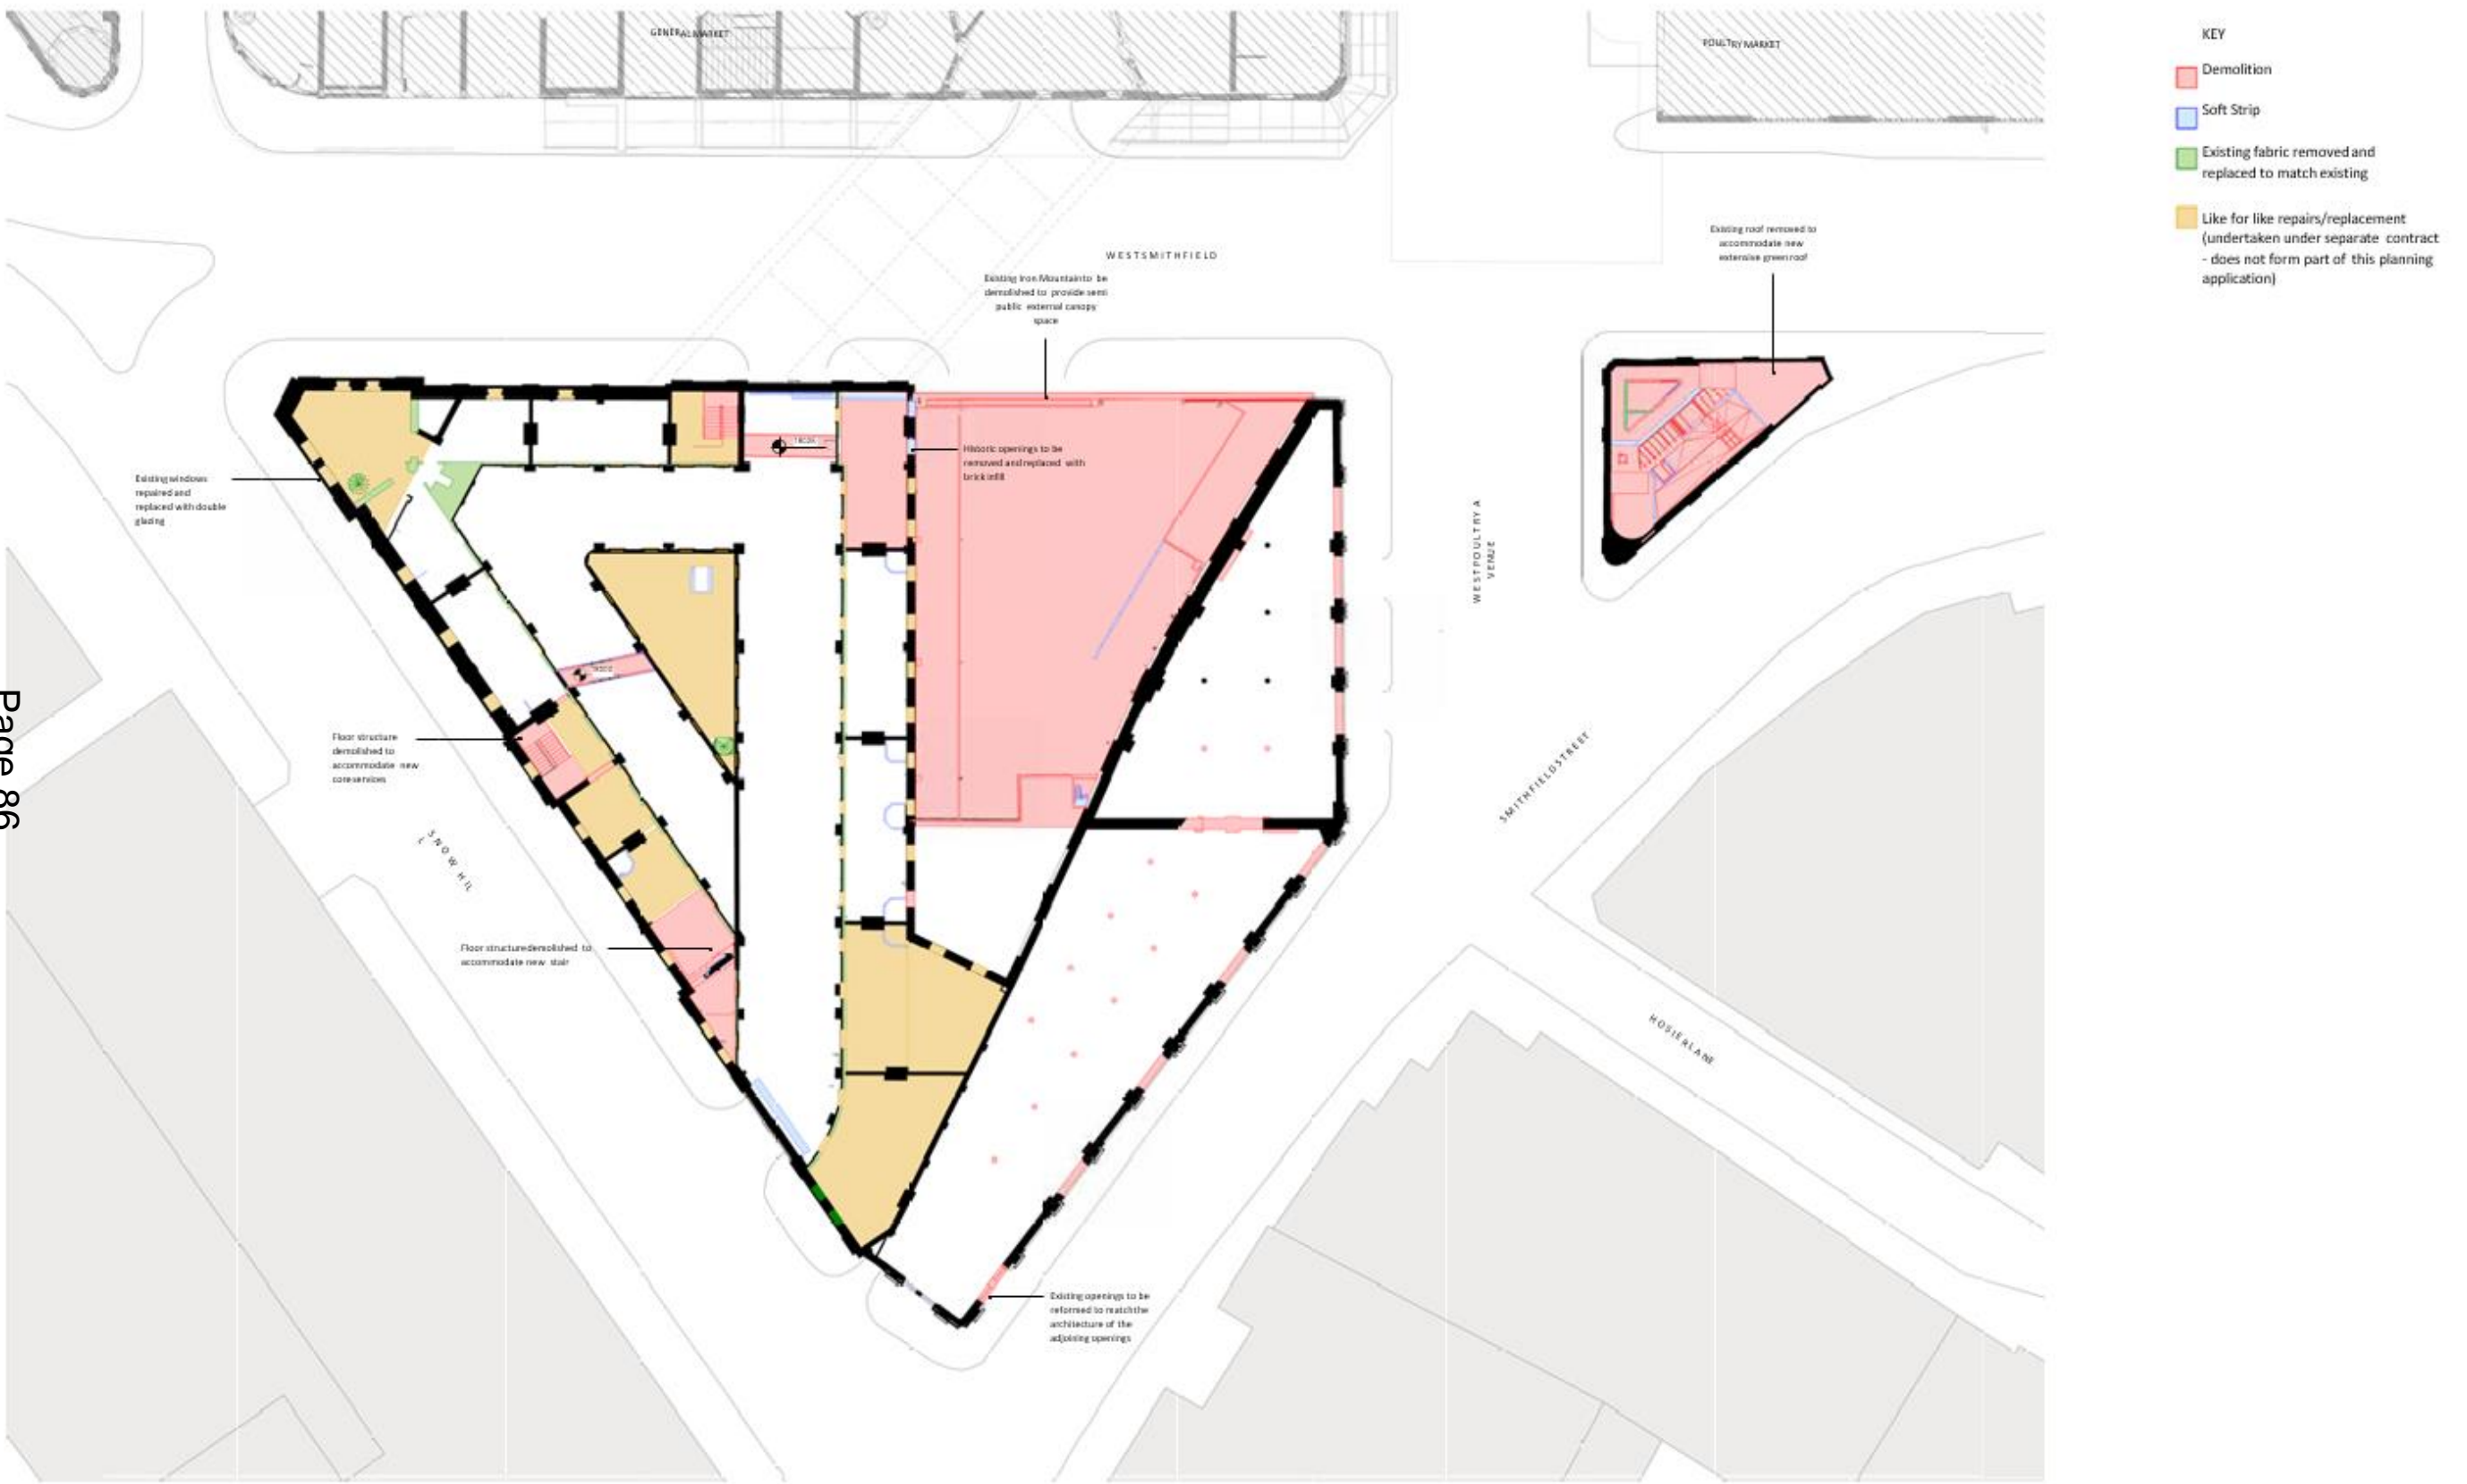 GENERAL MARKET
POULTRY MARKET
KEY
Demolition
Soft Strip
Existing fabric removed and
replaced to match existing
Like for like repairs/replacement
(undertaken under separate contract
- does not form part of this planning
application)
Existing roof removed to
accommodate new
extensive green roof
WESTSMITHFIELD
Existing Iron Mountain to be
demolished to provide semi
public external canopy
space
Historic openings to be
removed and replaced with
brick infill
Existing windows
repaired and
replaced with double
glazing
WESTPOULTRY A
VENUE
Floor structure
demolished to
accommodate new
core services
Page 86
SMITHFIELD STREET
SNOW HIL
L
Floor structure demolished to
accommodate new stair
HOSIER LANE
Existing openings to be
reformed to match the
architecture of the
adjoining openings